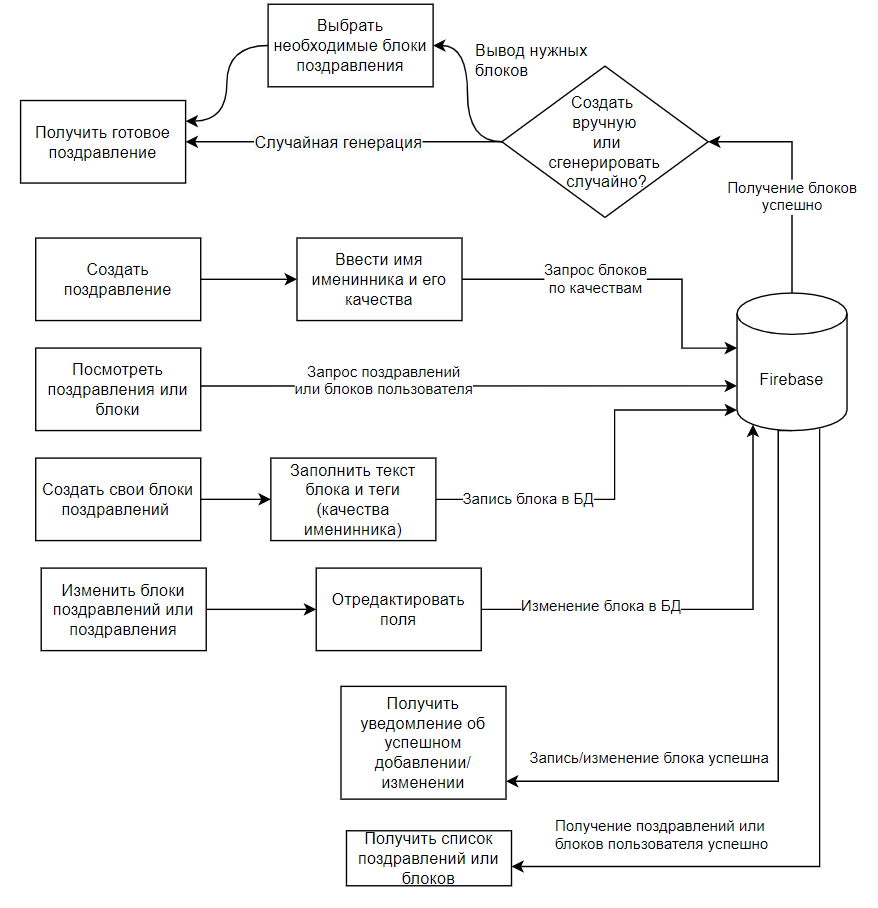 Выбрать
необходимые блоки
поздравления
Вывод нужных
блоков
Создать
вручную
или
сгенерировать
случайно?
Получить готовое
поздравление
Случайная генерация
Получение блоков
успешно
Создать
поздравление
Ввести имя
именинника и его
качества
Запрос блоков
по качествам
Посмотреть
поздравления или
блоки
Запрос поздравлений
или блоков пользователя
Firebase
Создать свои блоки
поздравлений
Заполнить текст
блока и теги
(качества
именинника)
Запись блока в БД
Изменить блоки
поздравлений или
поздравления
Отредактировать
поля
Изменение блока в БД
Получить
уведомление об
успешном
добавлении/
изменении
Запись/изменение блока успешна
Получить список
поздравлений или
блоков
Получение поздравлений или
блоков пользователя успешно